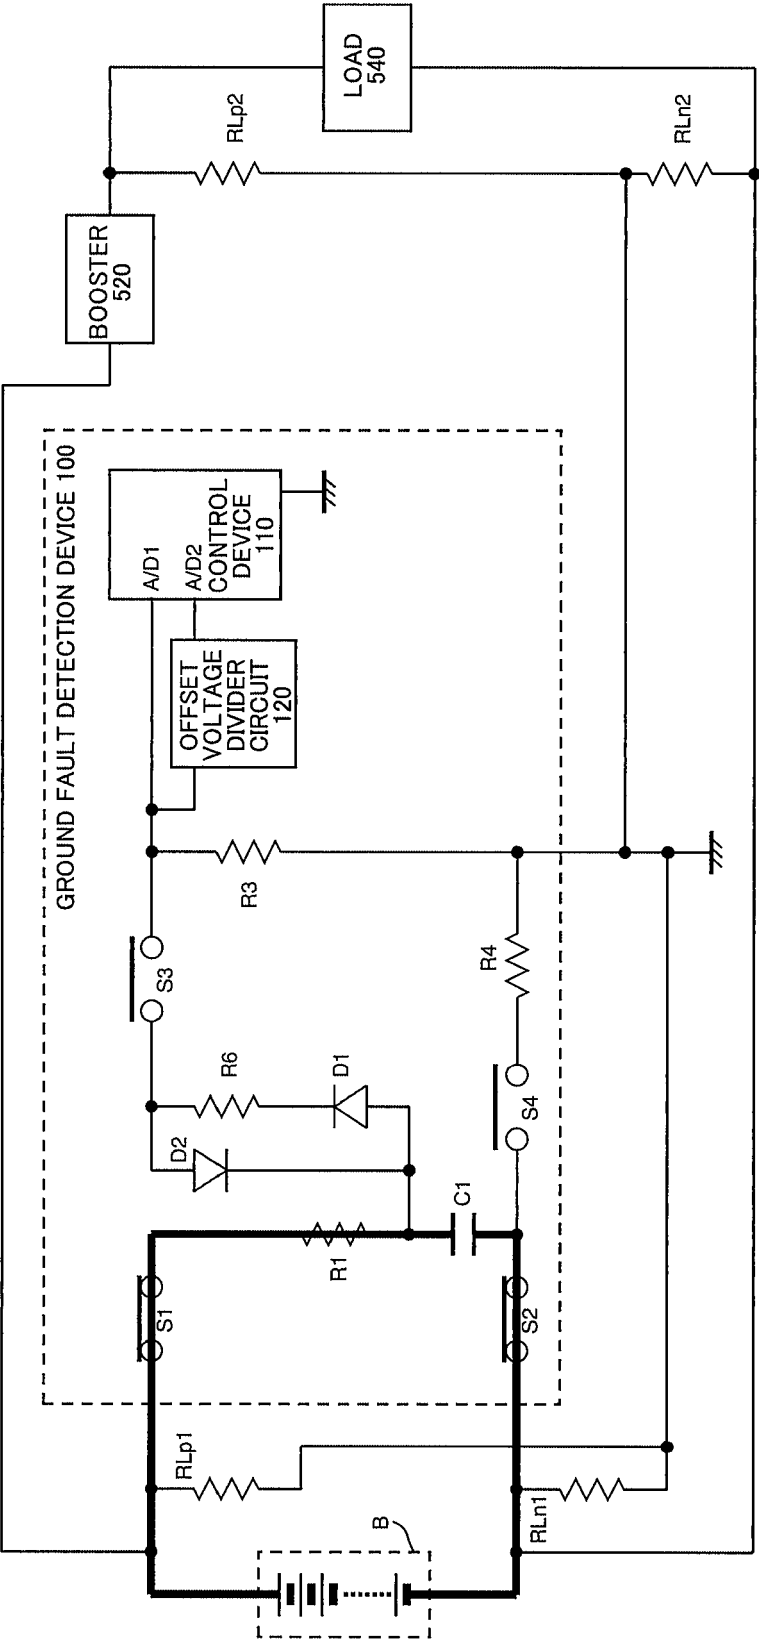 LOAD
540
RLp2
RLn2
BOOSTER
520
GROUND FAULT DETECTION DEVICE 100
A/D1
A/D2
CONTROL
DEVICE
110
OFFSET
VOLTAGE
DIVIDER
CIRCUIT
120
R3
R4
S3
S4
R6
D1
D2
C1
R1
S1
S2
RLp1
RLn1
B